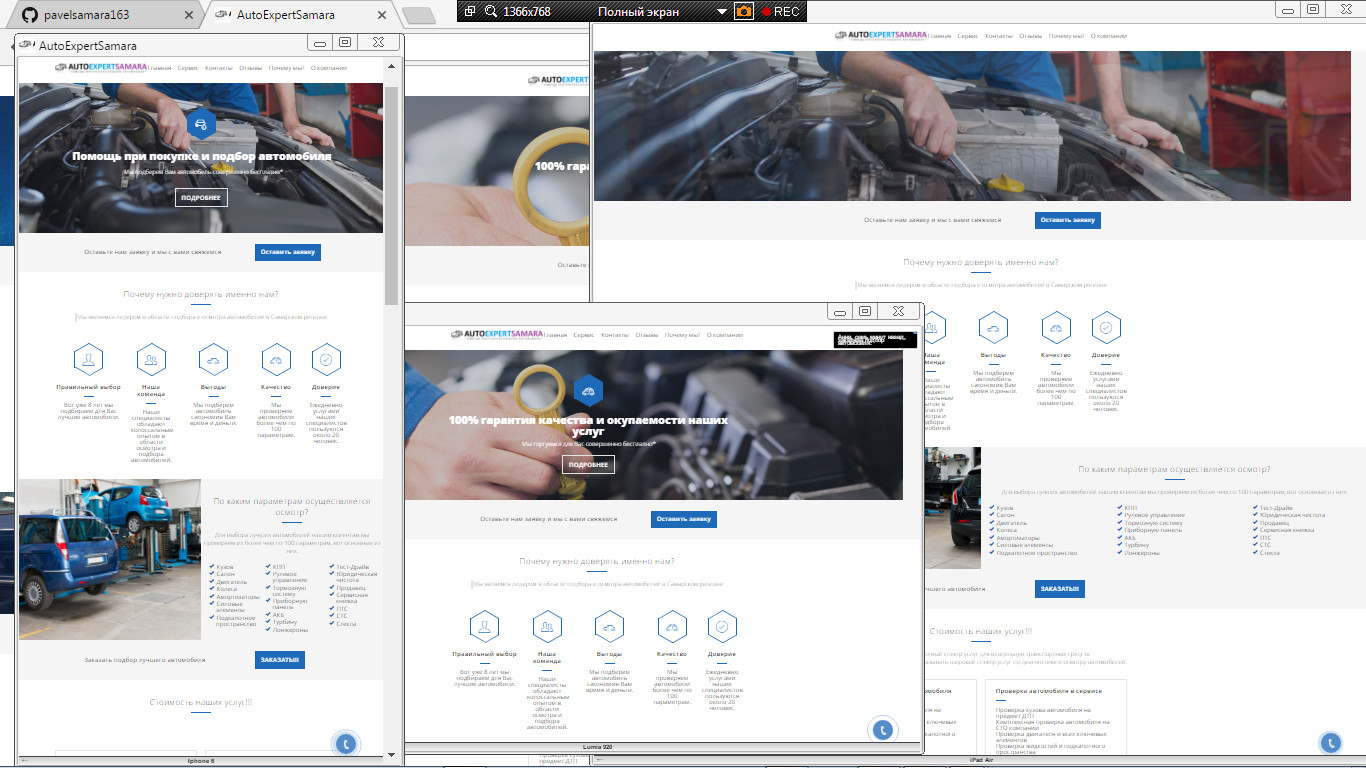 pavelsamara163
AutoExpertSamara
1366x768
Полный экран
REC
AutoExpertSamara
AUTOEXPERTSAMARA
Главная Сервис Контакты Отзывы Почему мы! О компании
Помощь при покупке и подбор автомобиля
Мы подберем Вам автомобиль совершенно бесплатно*
ПОДРОБНЕЕ
Оставьте нам заявку и мы с вами свяжемся
Оставить заявку
Почему нужно доверять именно нам?
Мы являемся лидером в области подбора и осмотра автомобилей в Самарском регионе
Правильный выбор
Вот уже 8 лет мы
подбираем для Вас
лучшие автомобили.
Наша
команда
Наши
специалисты
обладают
колоссальным
опытом в
области
осмотра и
подбора
автомобилей.
Выгоды
Мы подберем
автомобиль
сэкономив Вам
время и деньги.
Качество
Мы
проверяем
автомобили
более чем по
100
параметрам.
Доверие
Ежедневно
услугами
наших
специалистов
пользуются
около 20
человек.
По каким параметрам осуществляется
осмотр?
Для выбора лучших автомобилей нашим клиентам мы
проверяем их более чем по 100 параметрам, вот основные из
них.
Кузов
Салон
Двигатель
Колеса
Амортизаторы
Силовые
элементы
Подкапотное
пространство
КПП
Рулевое
управление
Тормозную
систему
Приборную
панель
АКБ
Турбину
Лонжероны
Тест-Драйв
Юридическая
чистота
Продавец
Сервисная
книжка
ПТС
СТС
Стекла
Заказать подбор лучшего автомобиля
ЗАКАЗАТЬ!!!
Стоимость наших услуг!!!
Iphone 6
AUTOEXPERT
100% гара
Оставьте
AUTOEXPERTSAMARA
Главная Сервис Контакты Отзывы Почему мы! О компании
Оставьте нам заявку и мы с вами свяжемся
Оставить заявку
Почему нужно доверять именно нам?
Мы являемся лидером в области подбора и осмотра автомобилей в Самарском регионе
Выгоды
Мы подберем
автомобиль
сэкономив Вам
время и деньги.
Качество
Мы
проверяем
автомобили
более чем по
100
параметрам.
Доверие
Ежедневно
услугами
наших
специалистов
пользуются
около 20
человек.
По каким параметрам осуществляется осмотр?
Для выбора лучших автомобилей нашим клиентам мы проверяем их более чем по 100 параметрам, вот основные из них.
Кузов
Салон
Двигатель
Колеса
Амортизаторы
Силовые элементы
Подкапотное пространство
КПП
Рулевое управление
Тормозную систему
Приборную панель
АКБ
Турбину
Лонжероны
Тест-Драйв
Юридическая чистота
Продавец
Сервисная книжка
ПТС
СТС
Стекла
чшего автомобиля
ЗАКАЗАТЬ!!!
Стоимость наших услуг!!!
Проверка автомобиля в сервисе
Проверка кузова автомобиля на
предмет ДТП
Комплексная проверка автомобиля на
СТО компании
Проверка двигателя и всех ключевых
элементов
Проверка жидкостей и подкапотного
пространства
iPad Air
AUTOEXPERTSAMARA
Главная Сервис Контакты Отзывы Почему мы! О компании
100% гарантия качества и окупаемости наших
услуг
Мы торгуемся для Вас совершенно бесплатно*
ПОДРОБНЕЕ
Оставьте нам заявку и мы с вами свяжемся
Оставить заявку
Почему нужно доверять именно нам?
Мы являемся лидером в области подбора и осмотра автомобилей в Самарском регионе
Правильный выбор
Вот уже 8 лет мы
подбираем для Вас
лучшие автомобили.
Наша
команда
Наши
специалисты
обладают
колоссальным
опытом в
области
осмотра и
подбора
автомобилей.
Выгоды
Мы подберем
автомобиль
сэкономив Вам
время и деньги.
Качество
Мы
проверяем
автомобили
более чем по
100
параметрам.
Доверие
Ежедневно
услугами
наших
специалистов
пользуются
около 20
человек.
Lumia 920
предмет ДТП